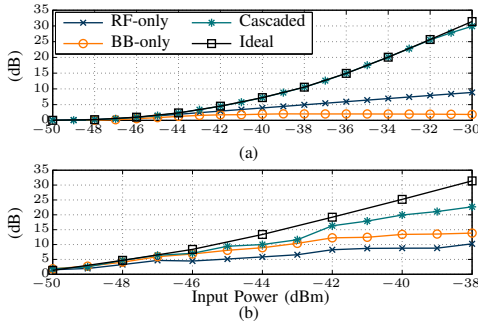 RF-only Cascaded
BB-only Ideal
(dB)
35
30
25
20
15
10
5
0
−50 −48 −46 −44 −42 −40 −38 −36 −34 −32 −30
(a)
(dB)
35
30
25
20
15
10
5
0
−50 −48 −46 −44 −42 −40 −38
Input Power (dBm)
(b)